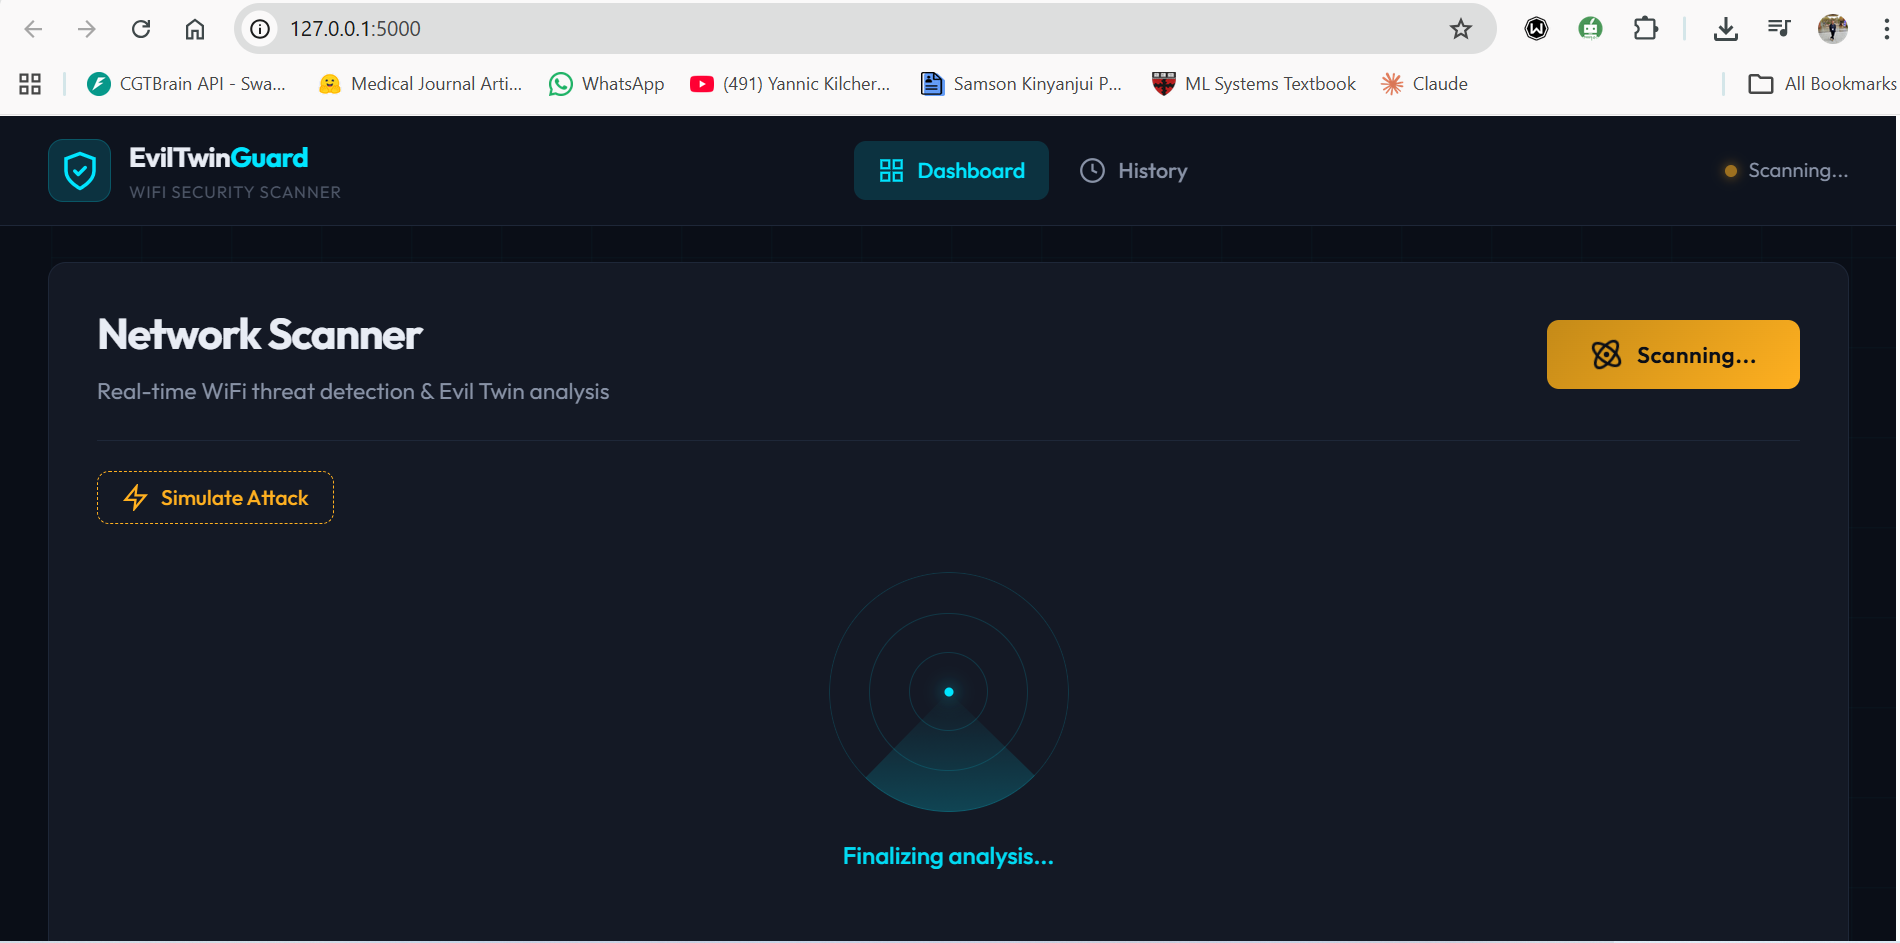 127.0.0.1:5000
CGTBrain API - Swa...
Medical Journal Arti...
WhatsApp
(491) Yannic Kilcher...
Samson Kinyanjui P...
ML Systems Textbook
Claude
All Bookmarks
EvilTwinGuard
WIFI SECURITY SCANNER
Dashboard
History
Scanning...
Network Scanner
Real-time WiFi threat detection & Evil Twin analysis
Scanning...
Simulate Attack
Finalizing analysis...